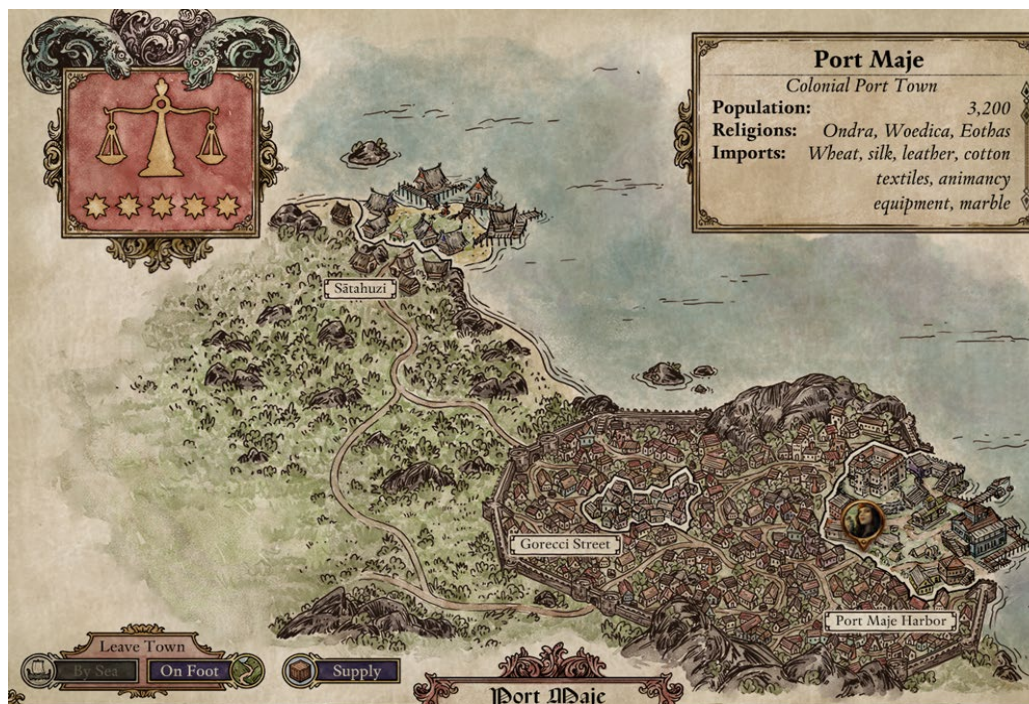 Port Maje
Colonial Port Town
Population: 3,200
Religions: Ondra, Woedica, Eothas
Imports: Wheat, silk, leather, cotton
textiles, animancy
equipment, marble
Sātahuzi
Gorecci Street
Port Maje Harbor
Leave Town
By Sea
On Foot
Supply
Port Maje